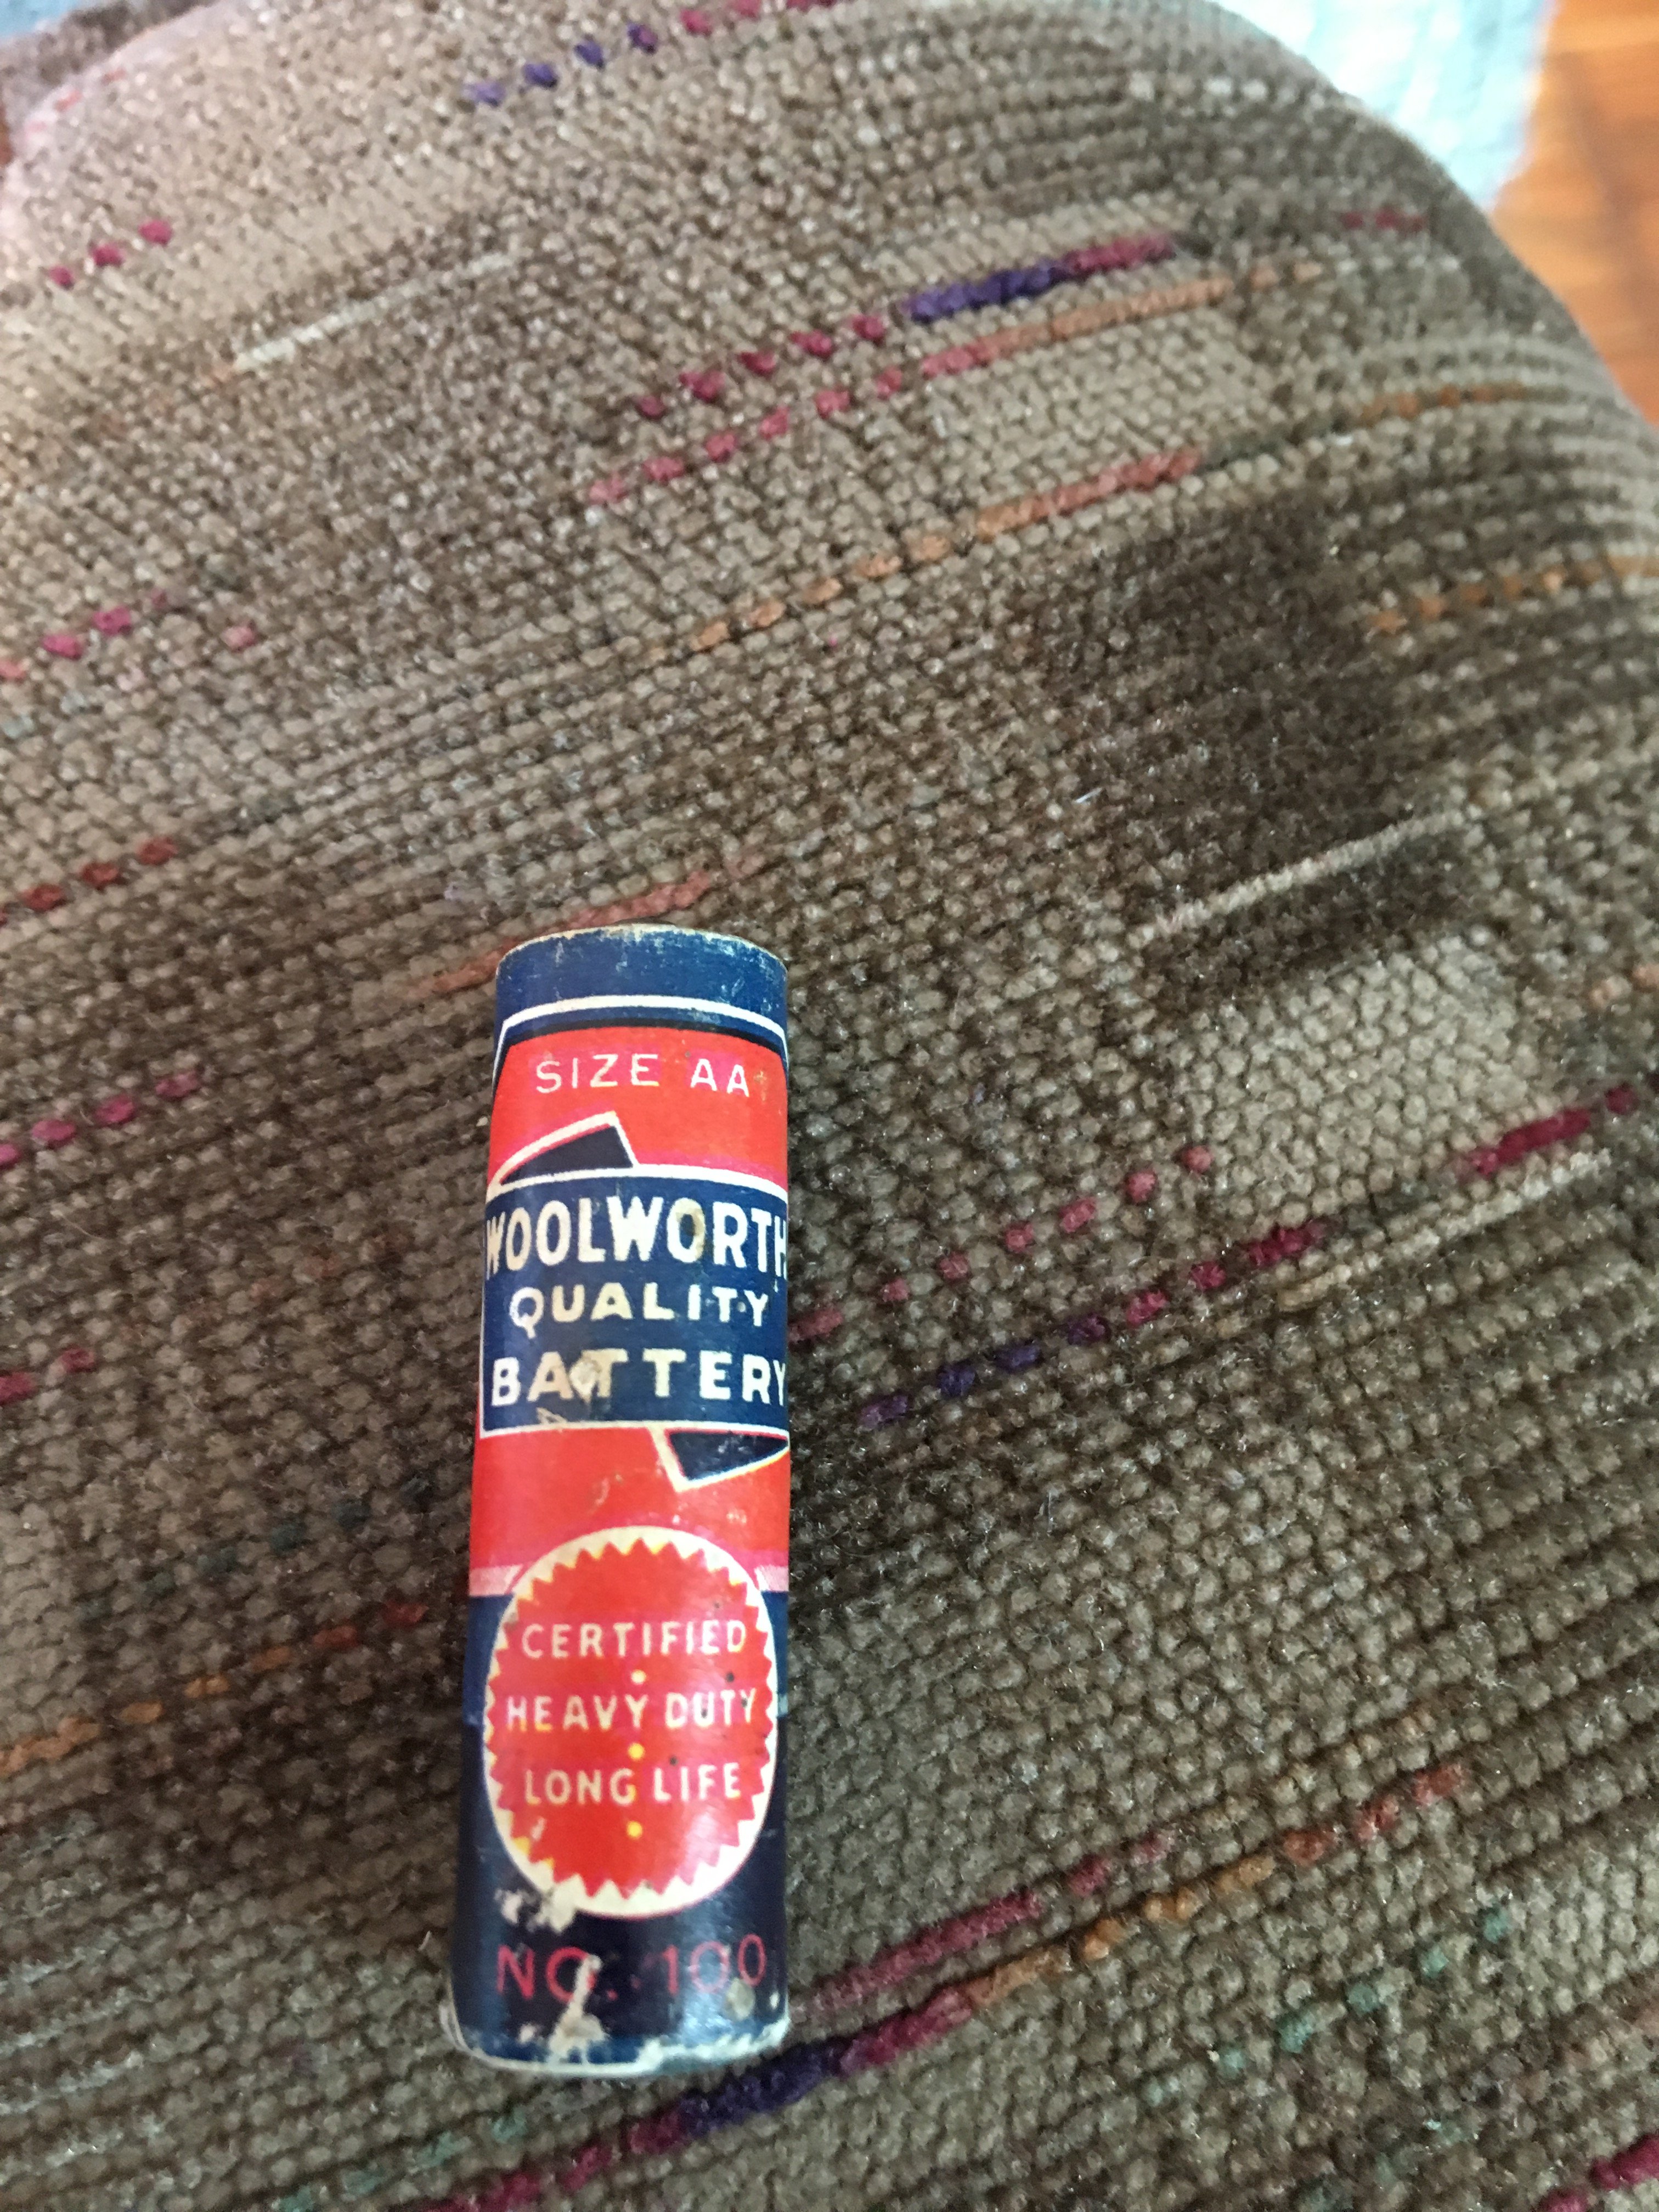 SIZE AA
WOOLWORTH
QUALITY
BATTERY
CERTIFIED
HEAVY DUTY
LONG LIFE
NO. 100